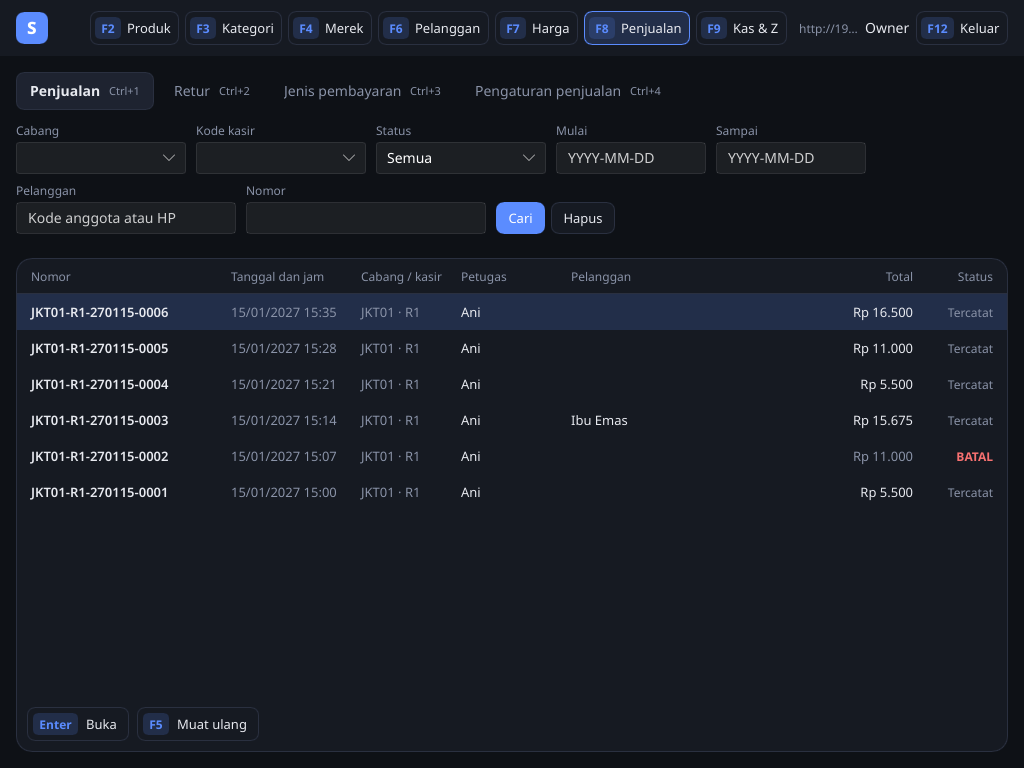 S F2 Produk F3 Kategori F4 Merek F6 Pelanggan F7 Harga F8 Penjualan F9 Kas & Z http://19... Owner F12 Keluar
Penjualan Ctrl+1 Retur Ctrl+2 Jenis pembayaran Ctrl+3 Pengaturan penjualan Ctrl+4
Cabang Kode kasir Status Mulai Sampai
Semua YYYY-MM-DD YYYY-MM-DD
Pelanggan Nomor
Kode anggota atau HP Cari Hapus
Nomor Tanggal dan jam Cabang / kasir Petugas Pelanggan Total Status
JKT01-R1-270115-0006 15/01/2027 15:35 JKT01 · R1 Ani Rp 16.500 Tercatat
JKT01-R1-270115-0005 15/01/2027 15:28 JKT01 · R1 Ani Rp 11.000 Tercatat
JKT01-R1-270115-0004 15/01/2027 15:21 JKT01 · R1 Ani Rp 5.500 Tercatat
JKT01-R1-270115-0003 15/01/2027 15:14 JKT01 · R1 Ani Ibu Emas Rp 15.675 Tercatat
JKT01-R1-270115-0002 15/01/2027 15:07 JKT01 · R1 Ani Rp 11.000 BATAL
JKT01-R1-270115-0001 15/01/2027 15:00 JKT01 · R1 Ani Rp 5.500 Tercatat
Enter Buka F5 Muat ulang